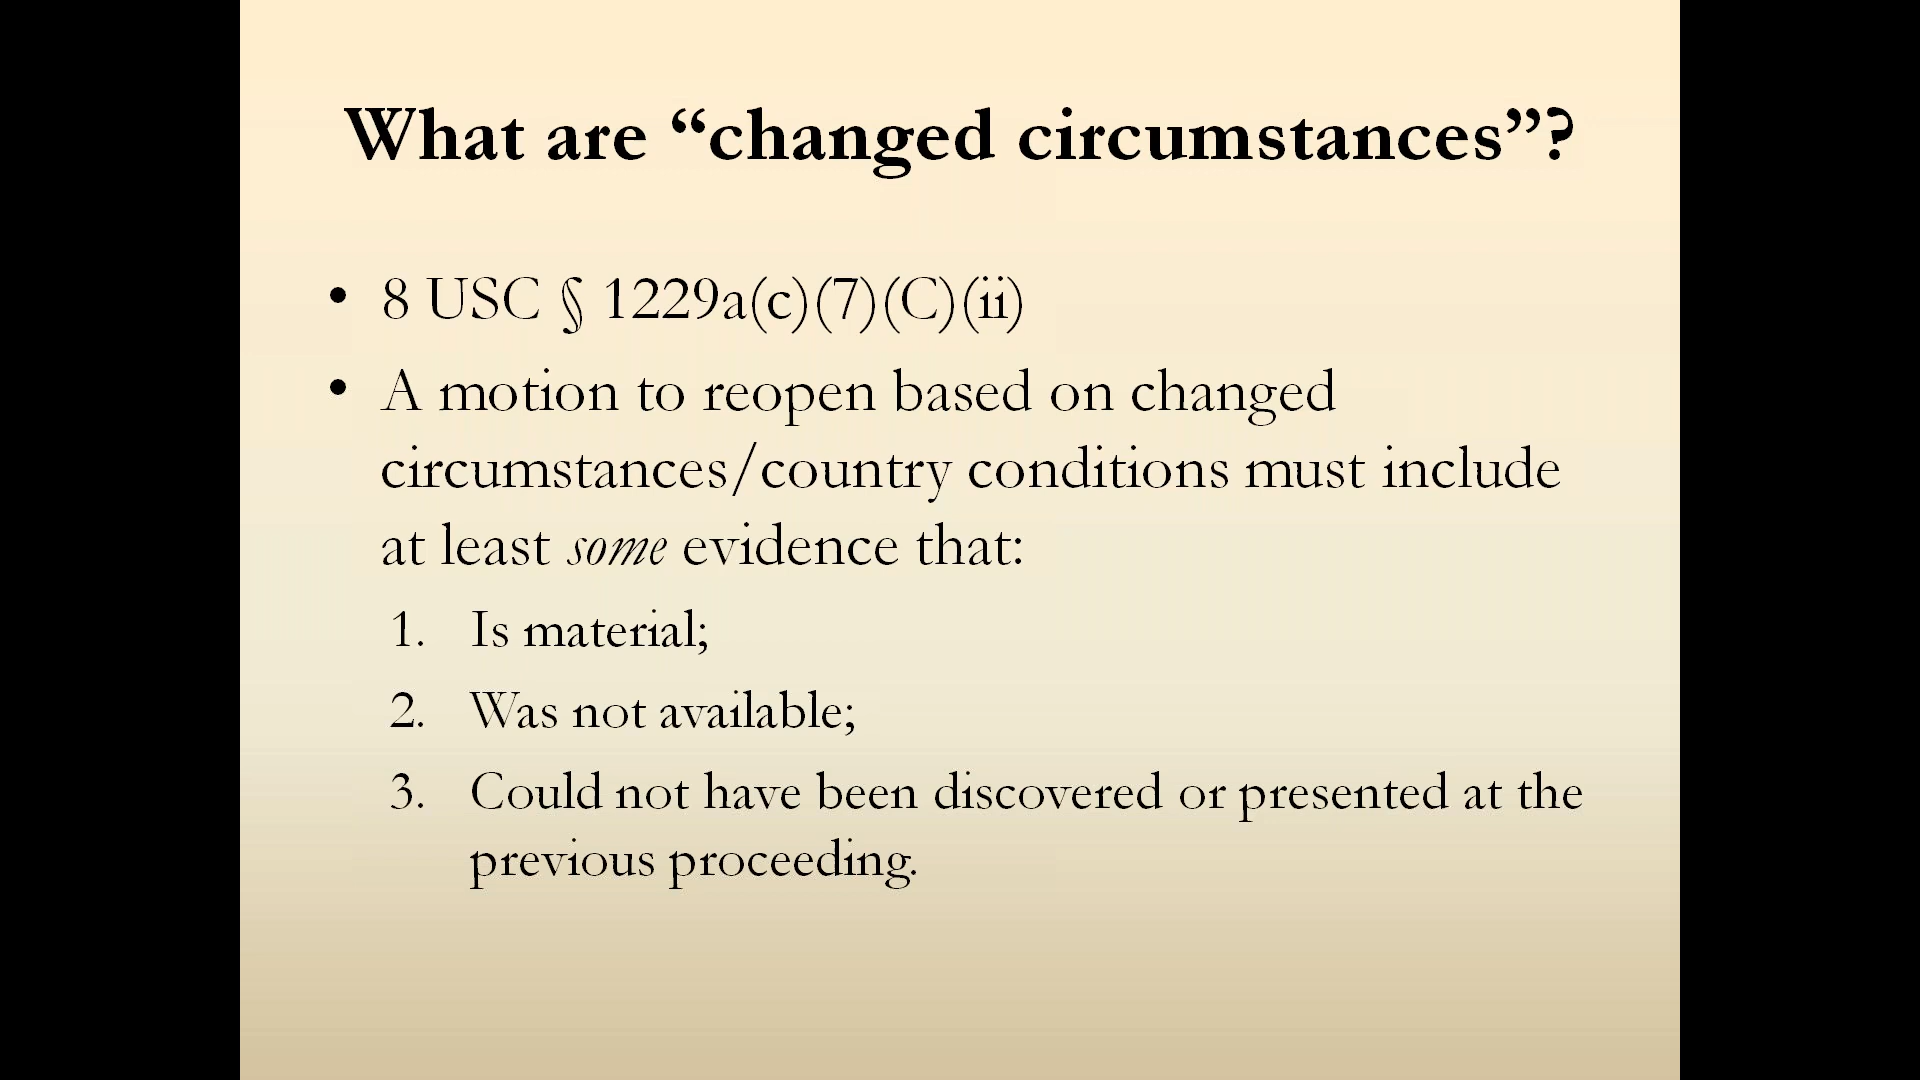 What are “changed circumstances”?
• 8 USC § 1229a(c)(7)(C)(ii)
• A motion to reopen based on changed
circumstances/country conditions must include
at least some evidence that:
1. Is material;
2. Was not available;
3. Could not have been discovered or presented at the
previous proceeding.